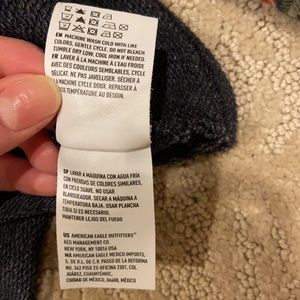 EN MACHINE WASH COLD WITH LIKE
COLORS, GENTLE CYCLE. DO NOT BLEACH.
TUMBLE DRY LOW. COOL IRON IF NEEDED.
FR LAVER À LA MACHINE À L'EAU FROIDE
AVEC DES COULEURS SEMBLABLES, CYCLE
DÉLICAT. NE PAS JAVELLISER. SÉCHER À
LA MACHINE CYCLE DOUX. REPASSER À
TEMPÉRATURE AU BESOIN.
SP LAVAR A MÁQUINA CON AGUA FRÍA
CON PRENDAS DE COLORES SIMILARES,
EN CICLO SUAVE. NO USAR
BLANQUEADOR. SECAR A MÁQUINA A
TEMPERATURA BAJA. USAR PLANCHA
TIBIA SI ES NECESARIO.
MANTENER LEJOS DEL FUEGO
US AMERICAN EAGLE OUTFITTERS
AEO MANAGEMENT CO.
NEW YORK, NY 10016 USA
MX AMERICAN EAGLE OUTFITTERS MEXICO,
S. DE R.L. DE C.V. PASEO DE LA REFORMA
NO. 342 PISO 23-OFICINA 2301, COL.
JUÁREZ, CUAUHTÉMOC,
CIUDAD DE MÉXICO, 06600, MÉXICO